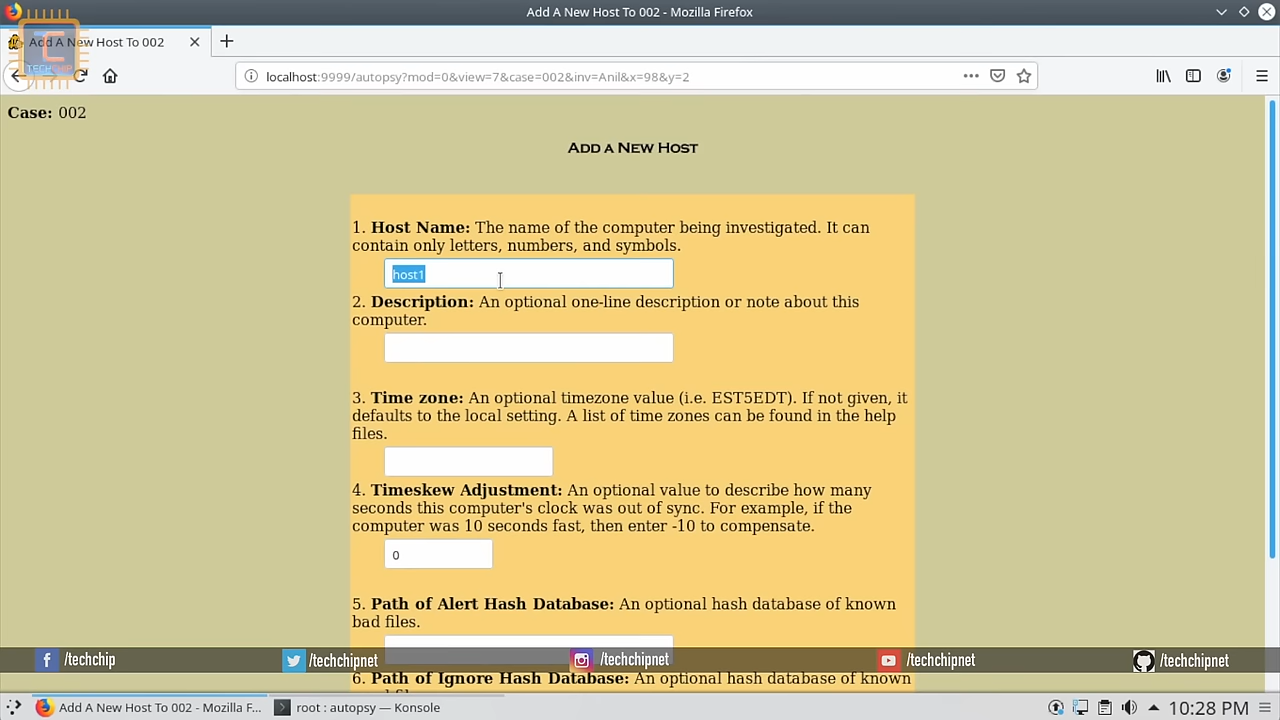 Add A New Host To 002 - Mozilla Firefox
Add A New Host To 002
TECHCHIP
localhost:9999/autopsy?mod=0&view=7&case=002&inv=Anil&x=98&y=2
Case: 002
Add a New Host
1. Host Name: The name of the computer being investigated. It can
contain only letters, numbers, and symbols.
host1
2. Description: An optional one-line description or note about this
computer.
3. Time zone: An optional timezone value (i.e. EST5EDT). If not given, it
defaults to the local setting. A list of time zones can be found in the help
files.
4. Timeskew Adjustment: An optional value to describe how many
seconds this computer's clock was out of sync. For example, if the
computer was 10 seconds fast, then enter -10 to compensate.
0
5. Path of Alert Hash Database: An optional hash database of known
bad files.
/techchip /techchipnet /techchipnet /techchipnet /techchipnet
6. Path of Ignore Hash Database: An optional hash database of known
Add A New Host To 002 - Mozilla F... root : autopsy — Konsole 10:28 PM